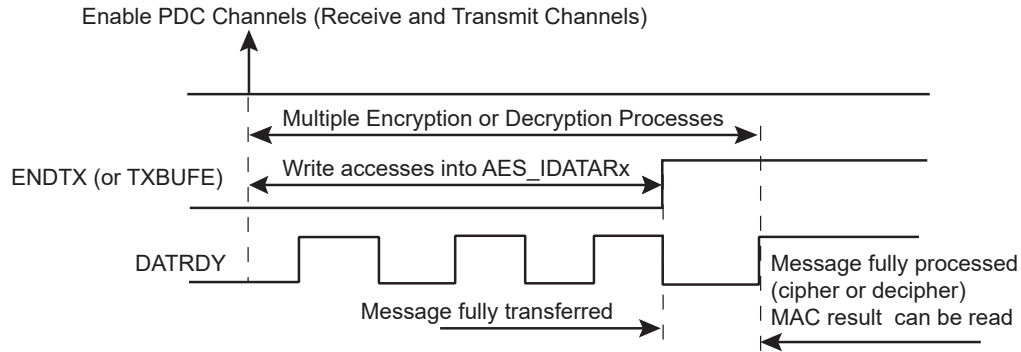 Enable PDC Channels (Receive and Transmit Channels)
Multiple Encryption or Decryption Processes
Write accesses into AES_IDATARx
ENDTX (or TXBUFE)
DATRDY
Message fully processed
(cipher or decipher)
MAC result can be read
Message fully transferred